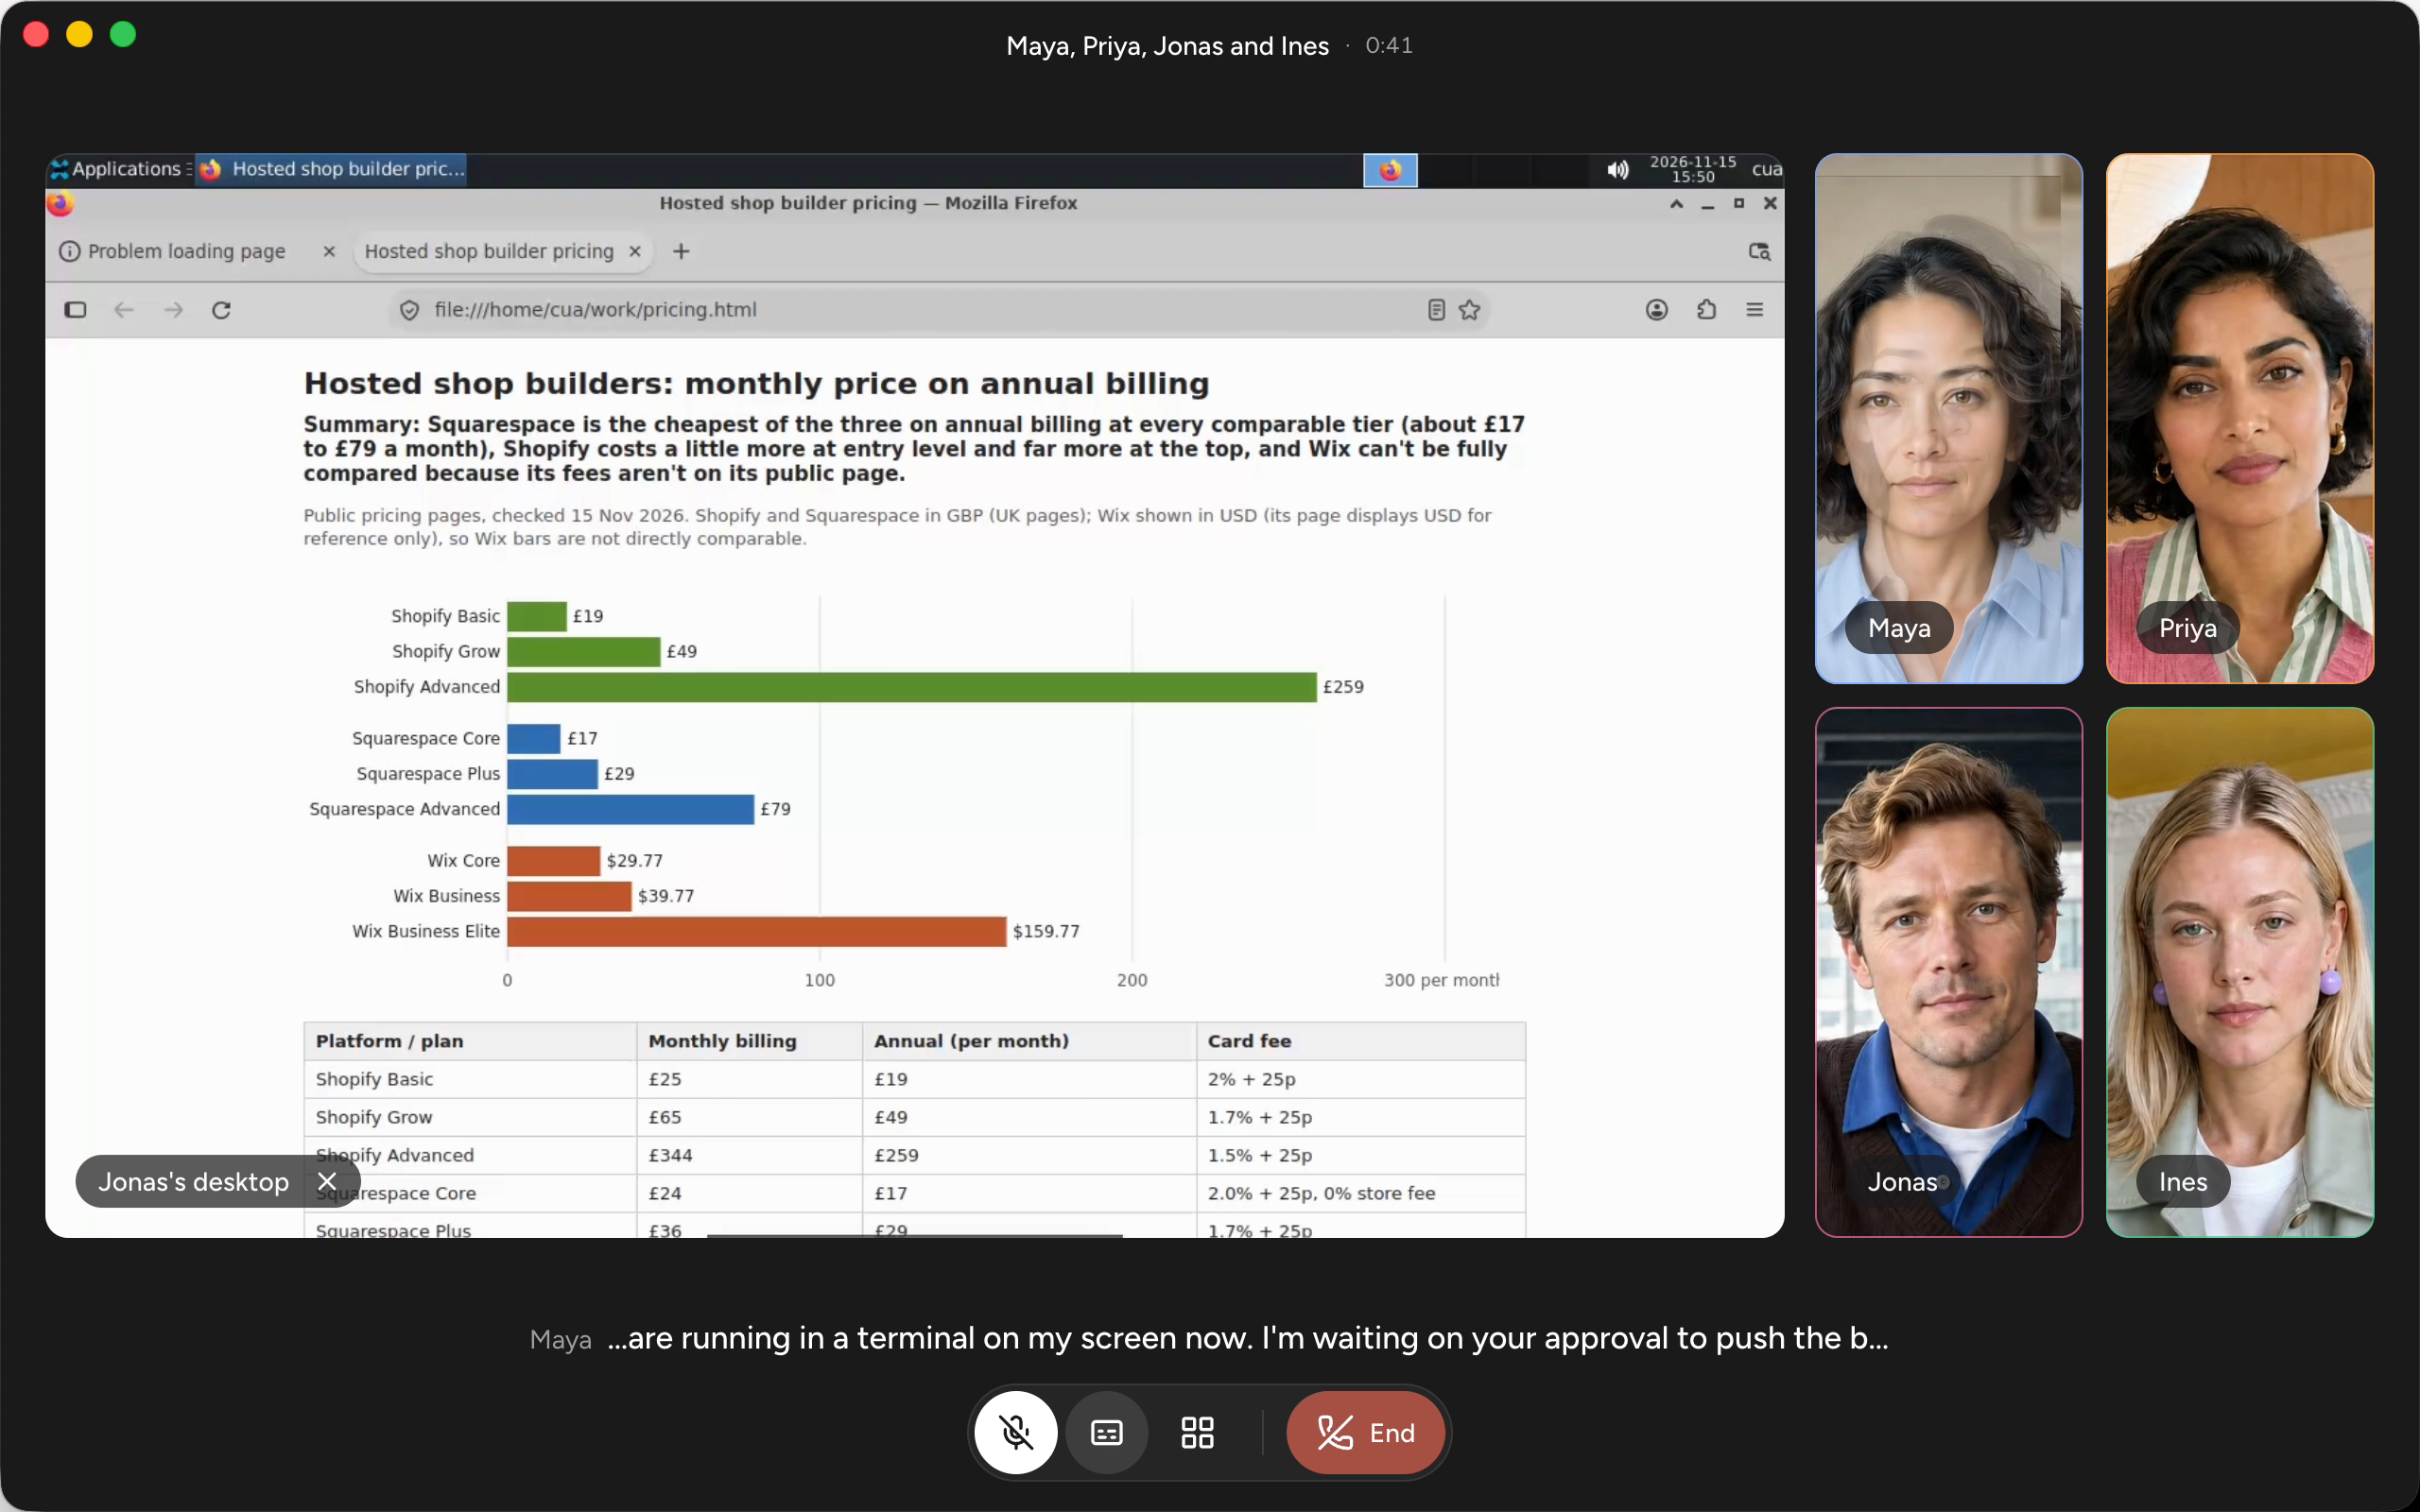 Maya, Priya, Jonas and Ines · 0:41
Applications
Hosted shop builder pric...
2026-11-15
15:50
cua
Hosted shop builder pricing — Mozilla Firefox
Problem loading page
Hosted shop builder pricing
file:///home/cua/work/pricing.html
Hosted shop builders: monthly price on annual billing
Summary: Squarespace is the cheapest of the three on annual billing at every comparable tier (about £17
to £79 a month), Shopify costs a little more at entry level and far more at the top, and Wix can't be fully
compared because its fees aren't on its public page.
Public pricing pages, checked 15 Nov 2026. Shopify and Squarespace in GBP (UK pages); Wix shown in USD (its page displays USD for
reference only), so Wix bars are not directly comparable.
Shopify Basic £19
Shopify Grow £49
Shopify Advanced £259
Squarespace Core £17
Squarespace Plus £29
Squarespace Advanced £79
Wix Core $29.77
Wix Business $39.77
Wix Business Elite $159.77
0 100 200 300 per month
Platform / plan Monthly billing Annual (per month) Card fee
Shopify Basic £25 £19 2% + 25p
Shopify Grow £65 £49 1.7% + 25p
Shopify Advanced £344 £259 1.5% + 25p
Squarespace Core £24 £17 2.0% + 25p, 0% store fee
Squarespace Plus £36 £29 1.7% + 25p
Jonas's desktop
Maya
Priya
Jonas
Ines
Maya ...are running in a terminal on my screen now. I'm waiting on your approval to push the b...
End